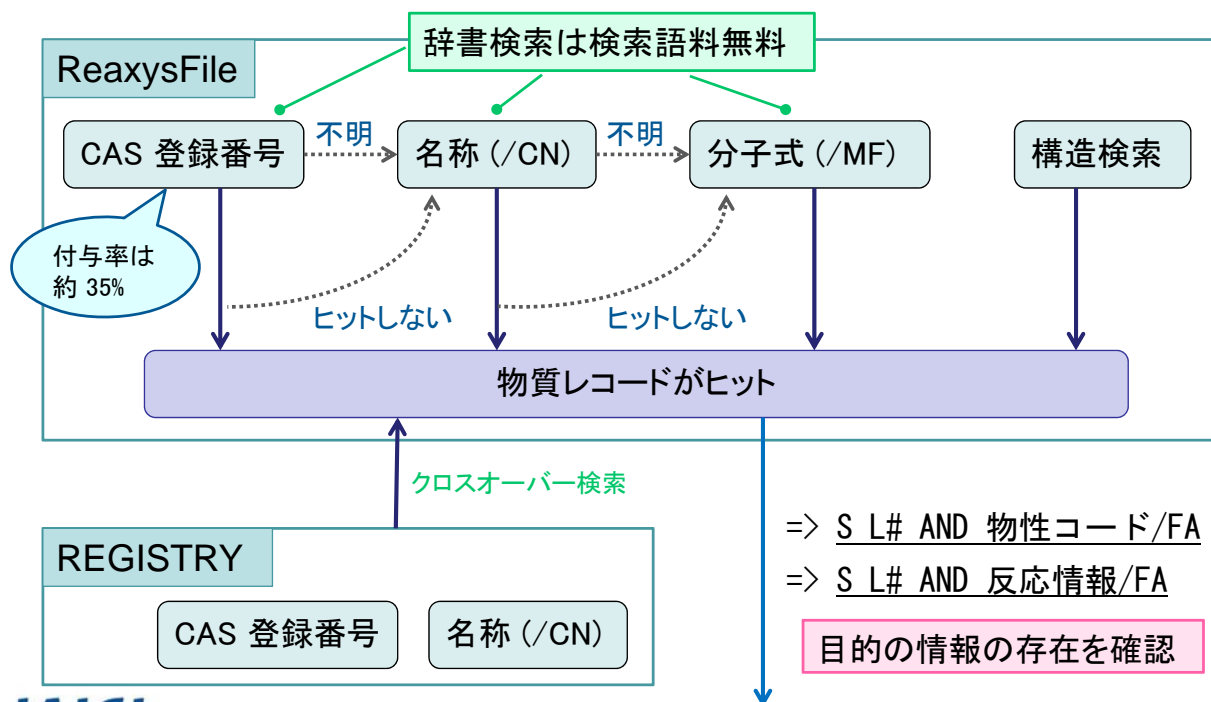 辞書検索は検索語料無料
ReaxysFile
CAS 登録番号
不明
名称 (/CN)
不明
分子式 (/MF)
構造検索
付与率は
約 35%
ヒットしない
ヒットしない
物質レコードがヒット
クロスオーバー検索
REGISTRY
CAS 登録番号
名称 (/CN)
=> S L# AND 物性コード/FA
=> S L# AND 反応情報/FA
目的の情報の存在を確認